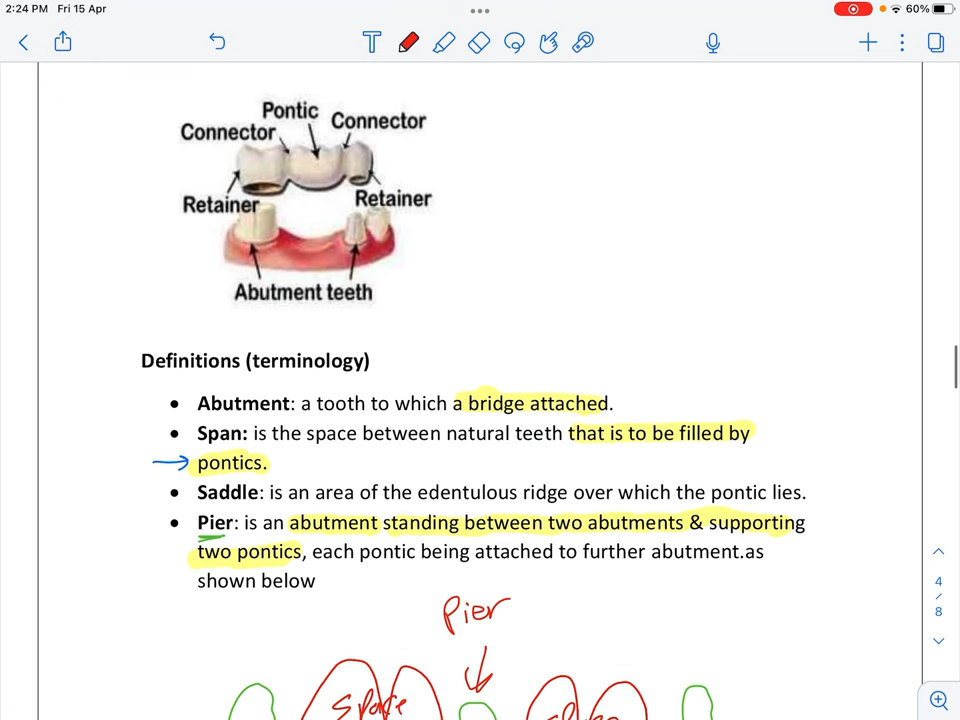 2:24 PM Fri 15 Apr
60%
T
Pontic
Connector
Connector
Retainer
Retainer
Abutment teeth
Definitions (terminology)
• Abutment: a tooth to which a bridge attached.
• Span: is the space between natural teeth that is to be filled by
pontics.
• Saddle: is an area of the edentulous ridge over which the pontic lies.
• Pier: is an abutment standing between two abutments & supporting
two pontics, each pontic being attached to further abutment.as
shown below
Pier
Space
4
/
8